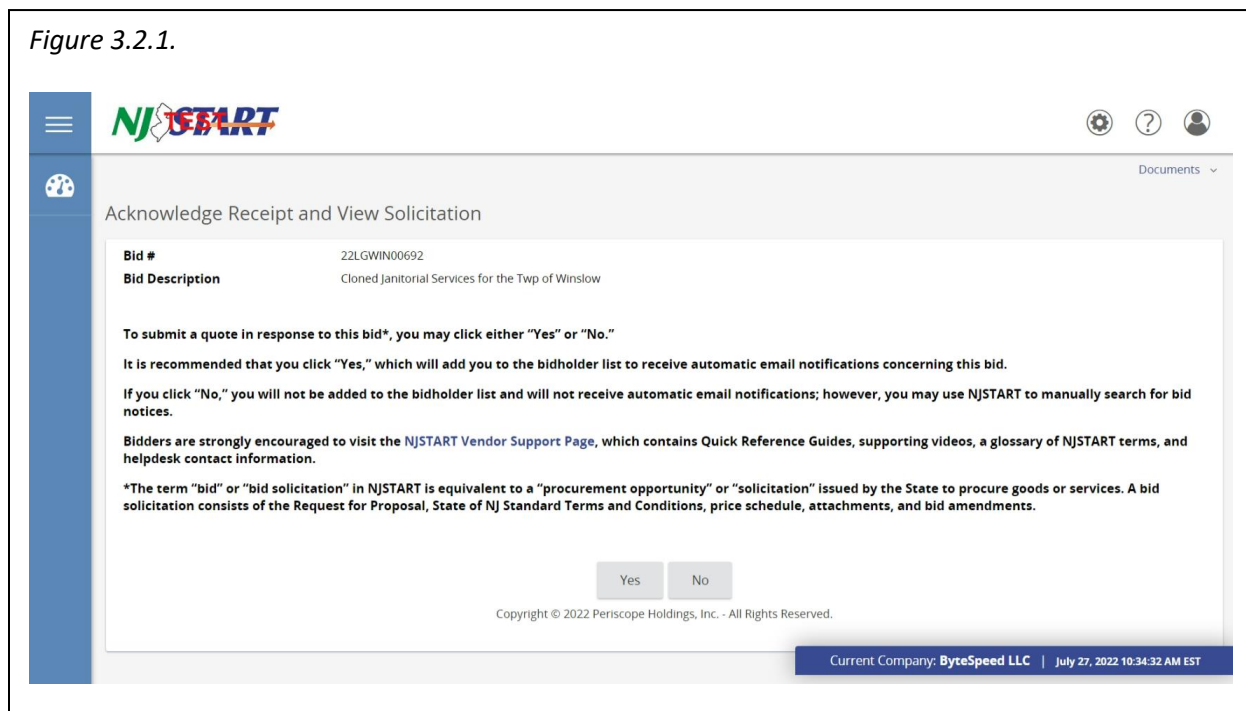 Figure 3.2.1.
NJSTART
TEST
Documents
Acknowledge Receipt and View Solicitation
Bid # 22LGWIN00692
Bid Description Cloned Janitorial Services for the Twp of Winslow
To submit a quote in response to this bid*, you may click either “Yes” or “No.”
It is recommended that you click “Yes,” which will add you to the bidholder list to receive automatic email notifications concerning this bid.
If you click “No,” you will not be added to the bidholder list and will not receive automatic email notifications; however, you may use NJSTART to manually search for bid
notices.
Bidders are strongly encouraged to visit the NJSTART Vendor Support Page, which contains Quick Reference Guides, supporting videos, a glossary of NJSTART terms, and
helpdesk contact information.
*The term “bid” or “bid solicitation” in NJSTART is equivalent to a “procurement opportunity” or “solicitation” issued by the State to procure goods or services. A bid
solicitation consists of the Request for Proposal, State of NJ Standard Terms and Conditions, price schedule, attachments, and bid amendments.
Yes No
Copyright © 2022 Periscope Holdings, Inc. - All Rights Reserved.
Current Company: ByteSpeed LLC | July 27, 2022 10:34:32 AM EST